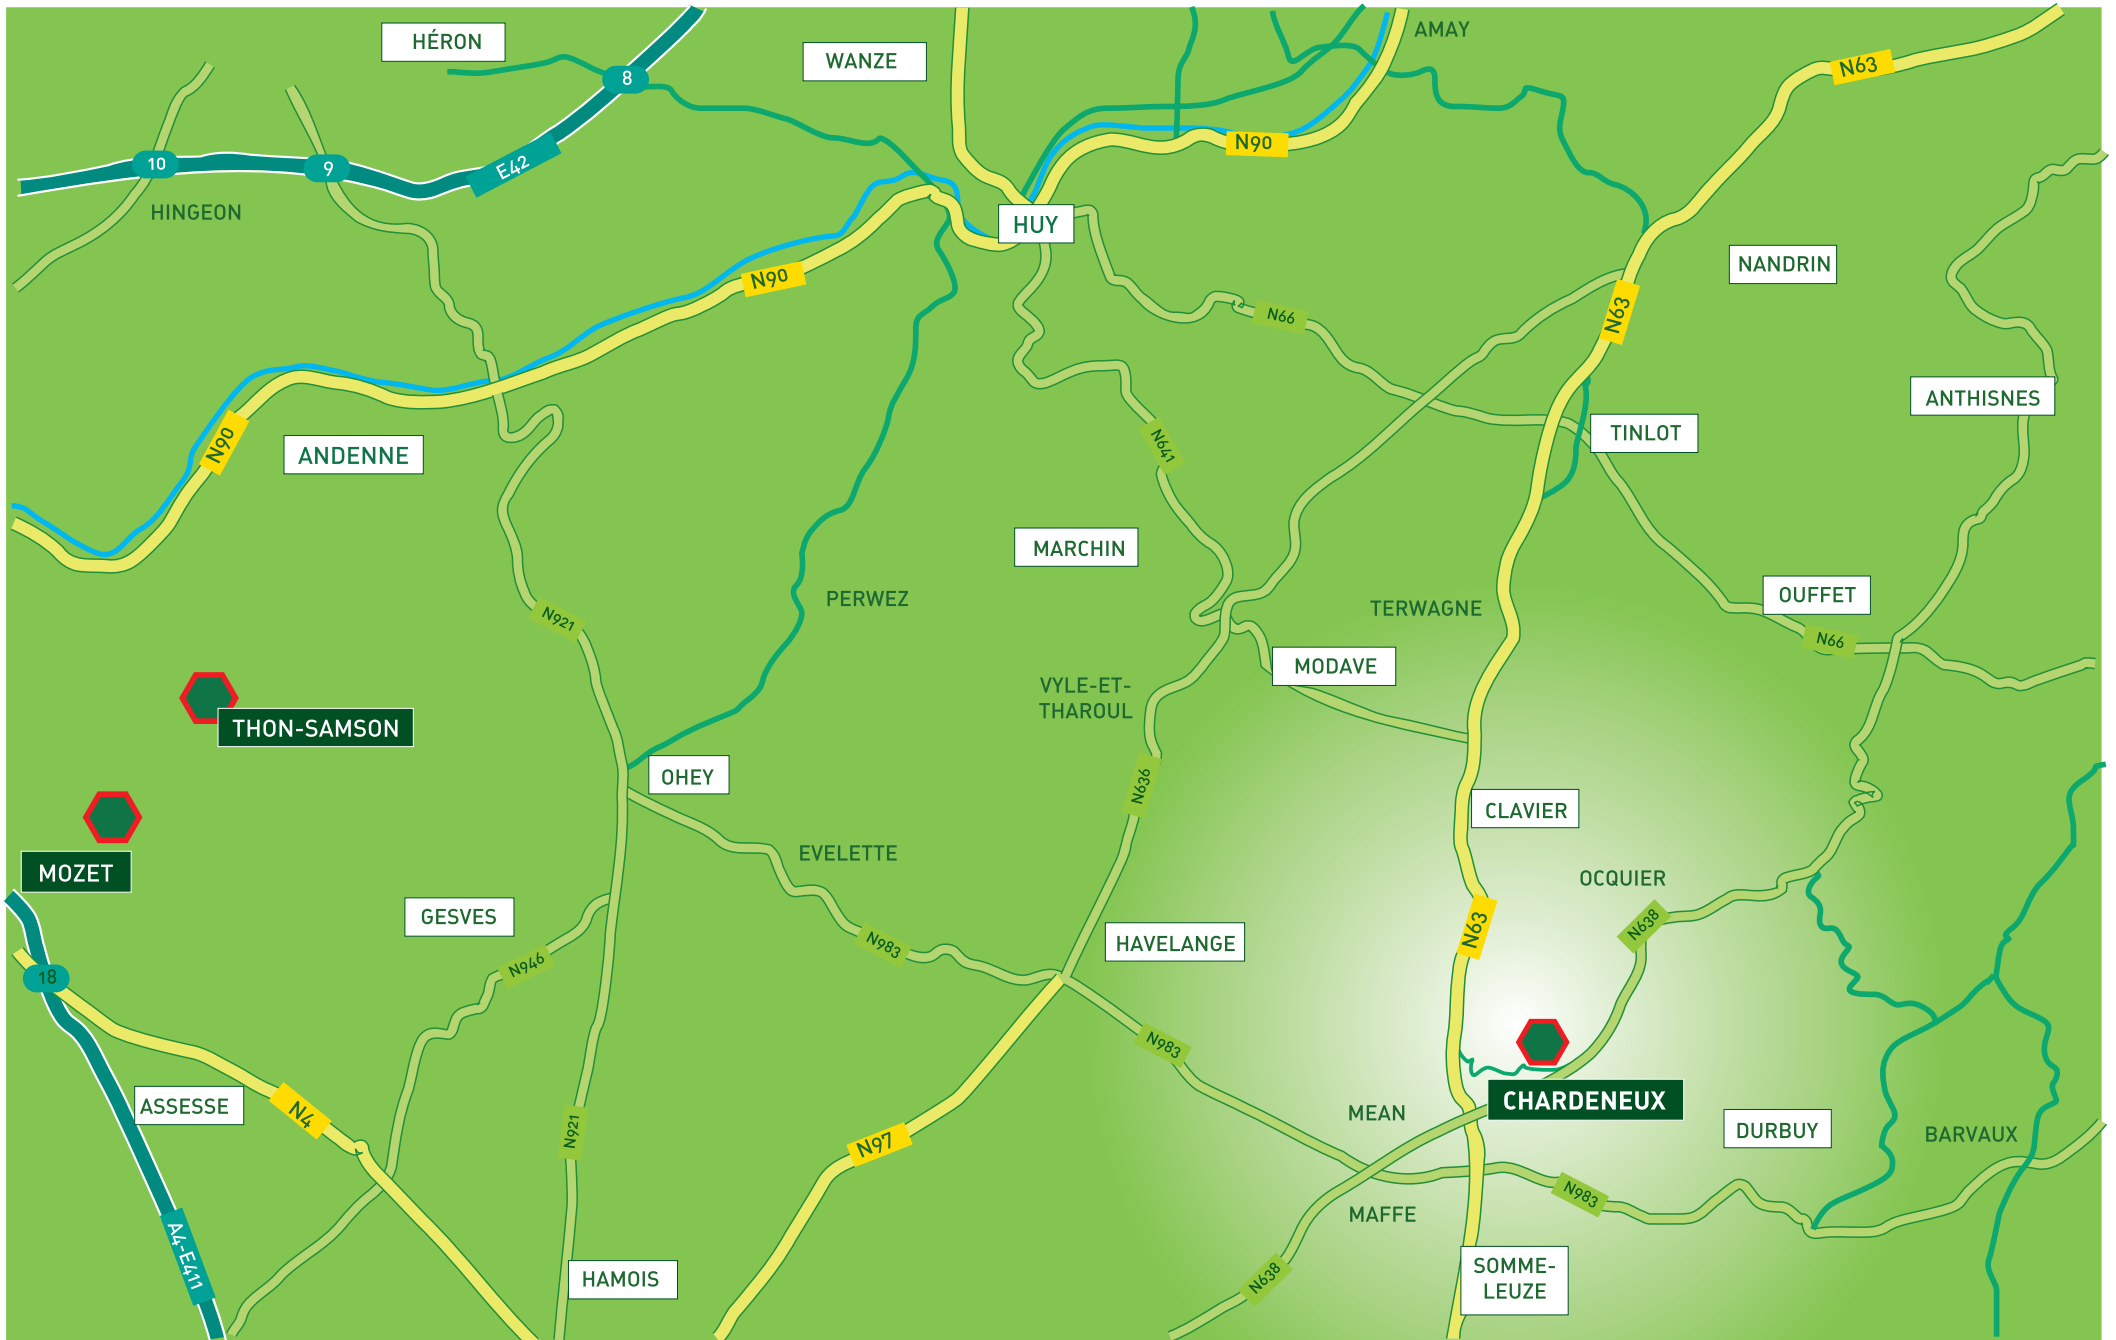 HÉRON
WANZE
AMAY
8
N63
10
9
E42
N90
HINGEON
HUY
NANDRIN
N90
N66
N63
ANTHISNES
N90
ANDENNE
N641
TINLOT
MARCHIN
OUFFET
PERWEZ
TERWAGNE
N921
N66
MODAVE
VYLE-ET-
THAROUL
THON-SAMSON
OHEY
N636
CLAVIER
MOZET
EVELETTE
OCQUIER
GESVES
N983
HAVELANGE
N63
N638
N946
18
N983
ASSESSE
N4
N921
N97
MEAN
CHARDENEUX
DURBUY
BARVAUX
N983
MAFFE
A4-E411
HAMOIS
N638
SOMME-
LEUZE